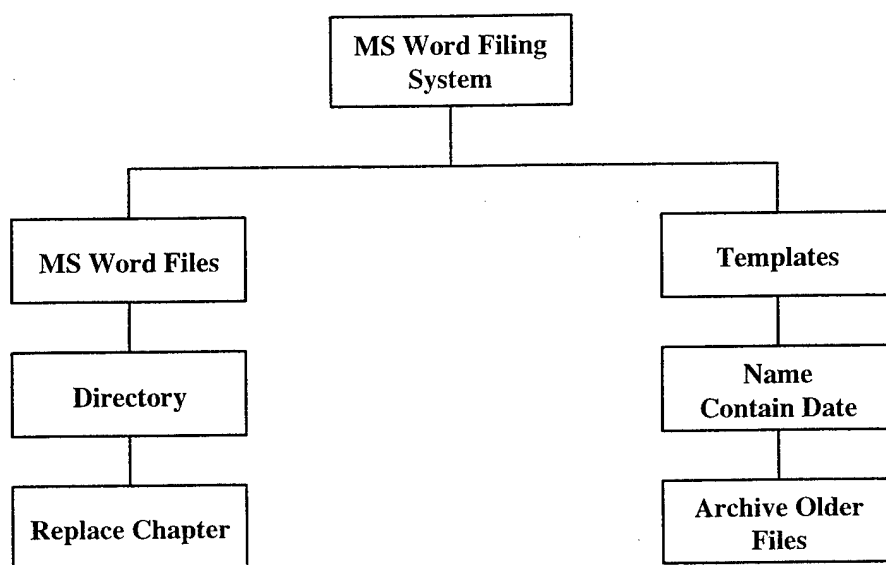 MS Word Filing
System
MS Word Files
Templates
Directory
Name
Contain Date
Replace Chapter
Archive Older
Files